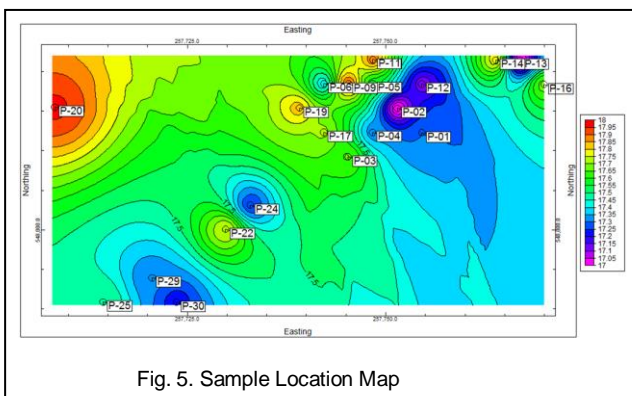 Easting
257,725.0 257,750.0
P-11
P-14 P-13
P-06 P-09 P-05 P-12
P-16
P-20
P-19 P-02
P-17 P-04 P-01
P-03
17.5
Northing
Northing
P-24
17.5
P-22
P-29
P-25 P-30
17.5
257,725.0 257,750.0
Easting
18
17.95
17.9
17.85
17.8
17.75
17.7
17.65
17.6
17.55
17.5
17.45
17.4
17.35
17.3
17.25
17.2
17.15
17.1
17.05
17
Fig. 5. Sample Location Map